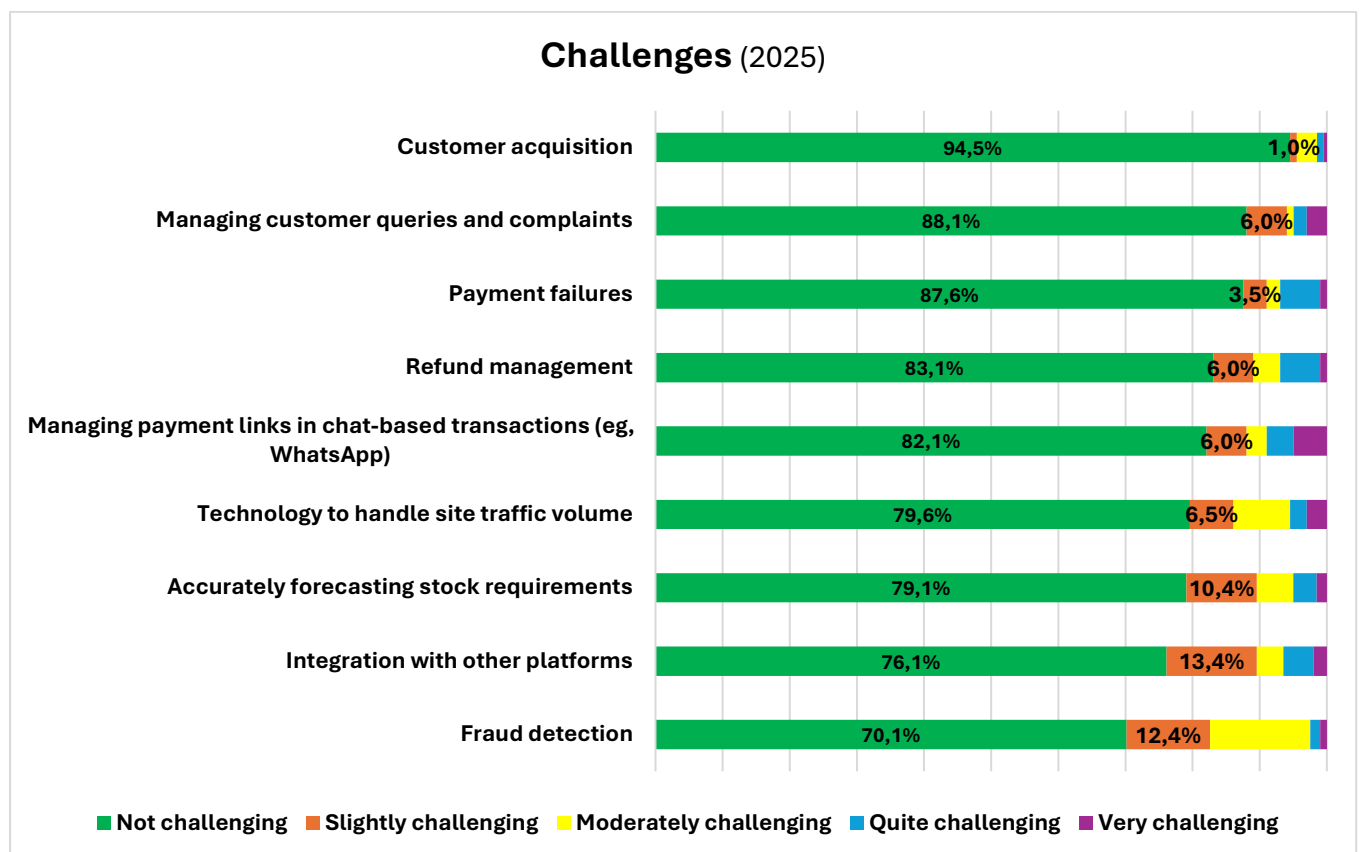 Challenges (2025)
Customer acquisition
94,5%
1,0%
Managing customer queries and complaints
88,1%
6,0%
Payment failures
87,6%
3,5%
Refund management
83,1%
6,0%
Managing payment links in chat-based transactions (eg,
WhatsApp)
82,1%
6,0%
Technology to handle site traffic volume
79,6%
6,5%
Accurately forecasting stock requirements
79,1%
10,4%
Integration with other platforms
76,1%
13,4%
Fraud detection
70,1%
12,4%
Not challenging
Slightly challenging
Moderately challenging
Quite challenging
Very challenging